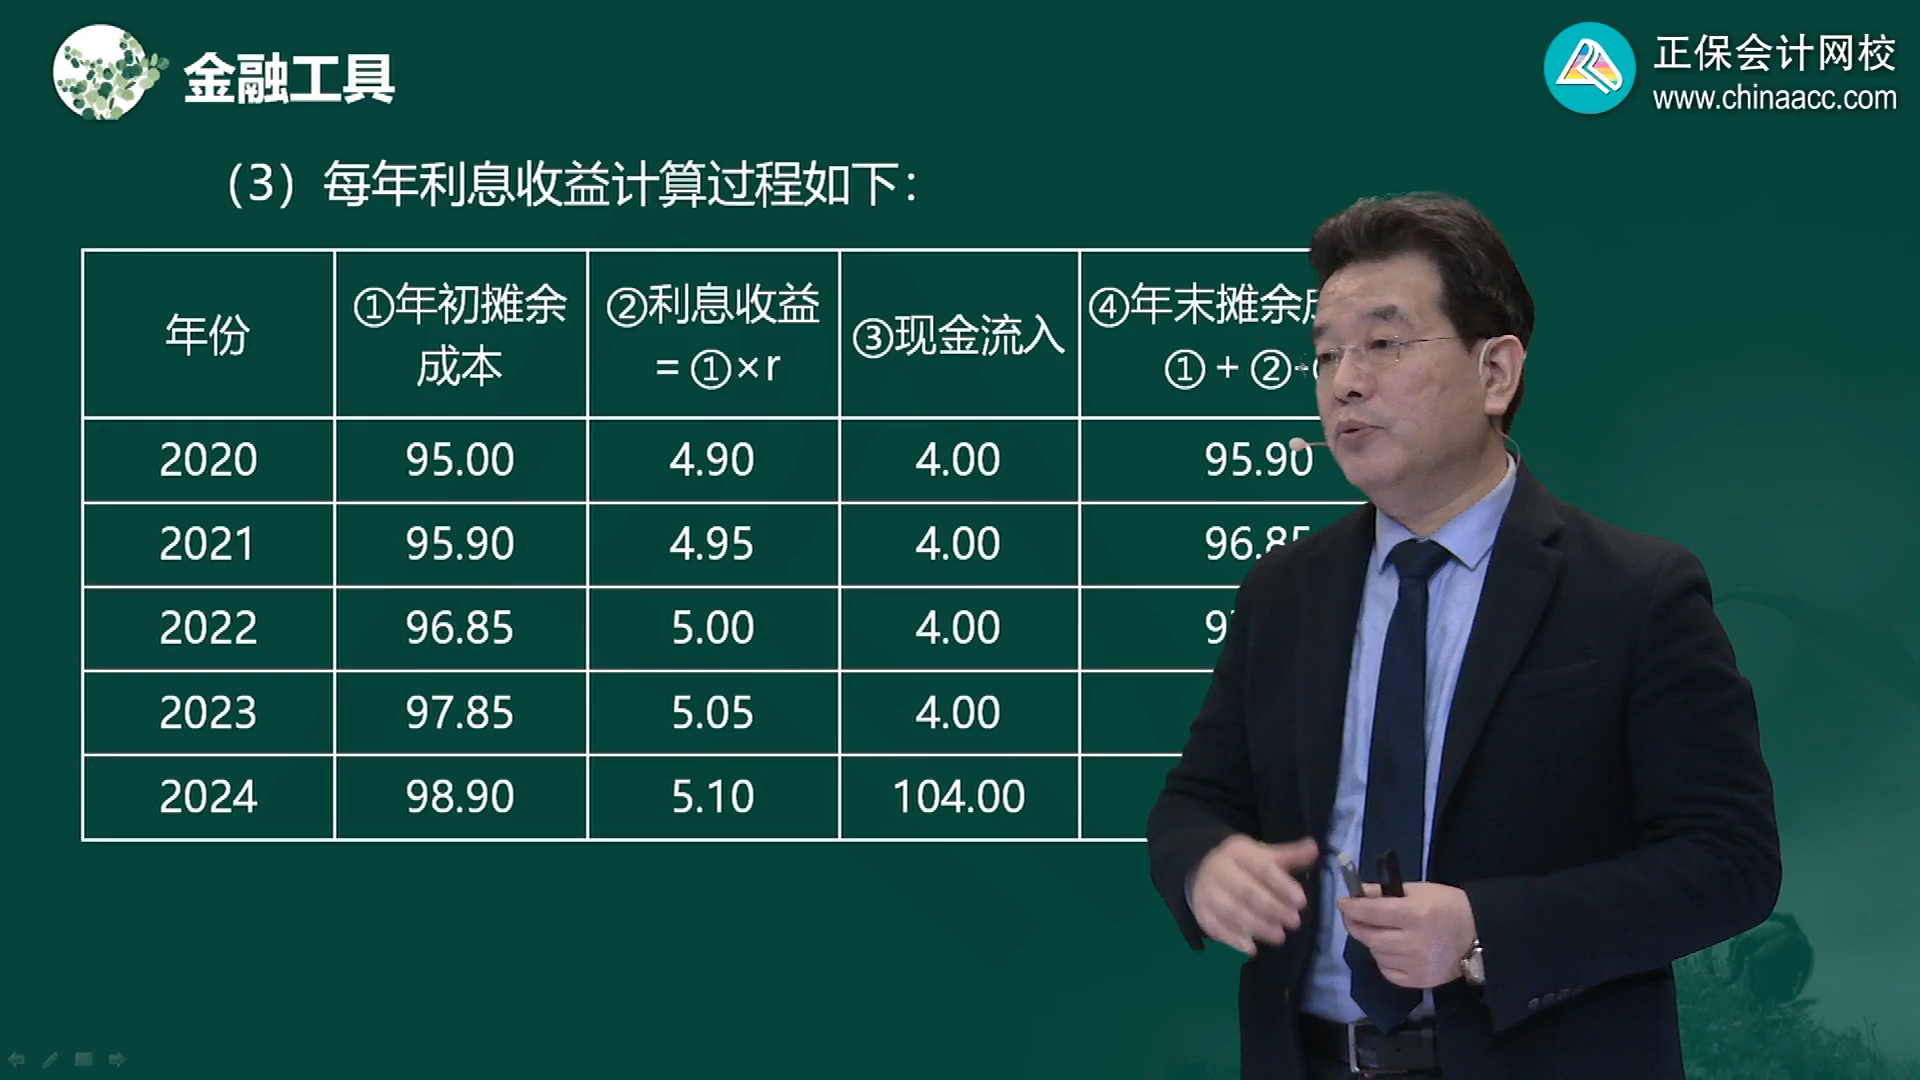 金融工具
正保会计网校
www.chinaacc.com
（3）每年利息收益计算过程如下：
年份
①年初摊余
成本
②利息收益
= ①×r
③现金流入
④年末摊余
① + ②-
2020 95.00 4.90 4.00 95.90
2021 95.90 4.95 4.00 96.85
2022 96.85 5.00 4.00
2023 97.85 5.05 4.00
2024 98.90 5.10 104.00